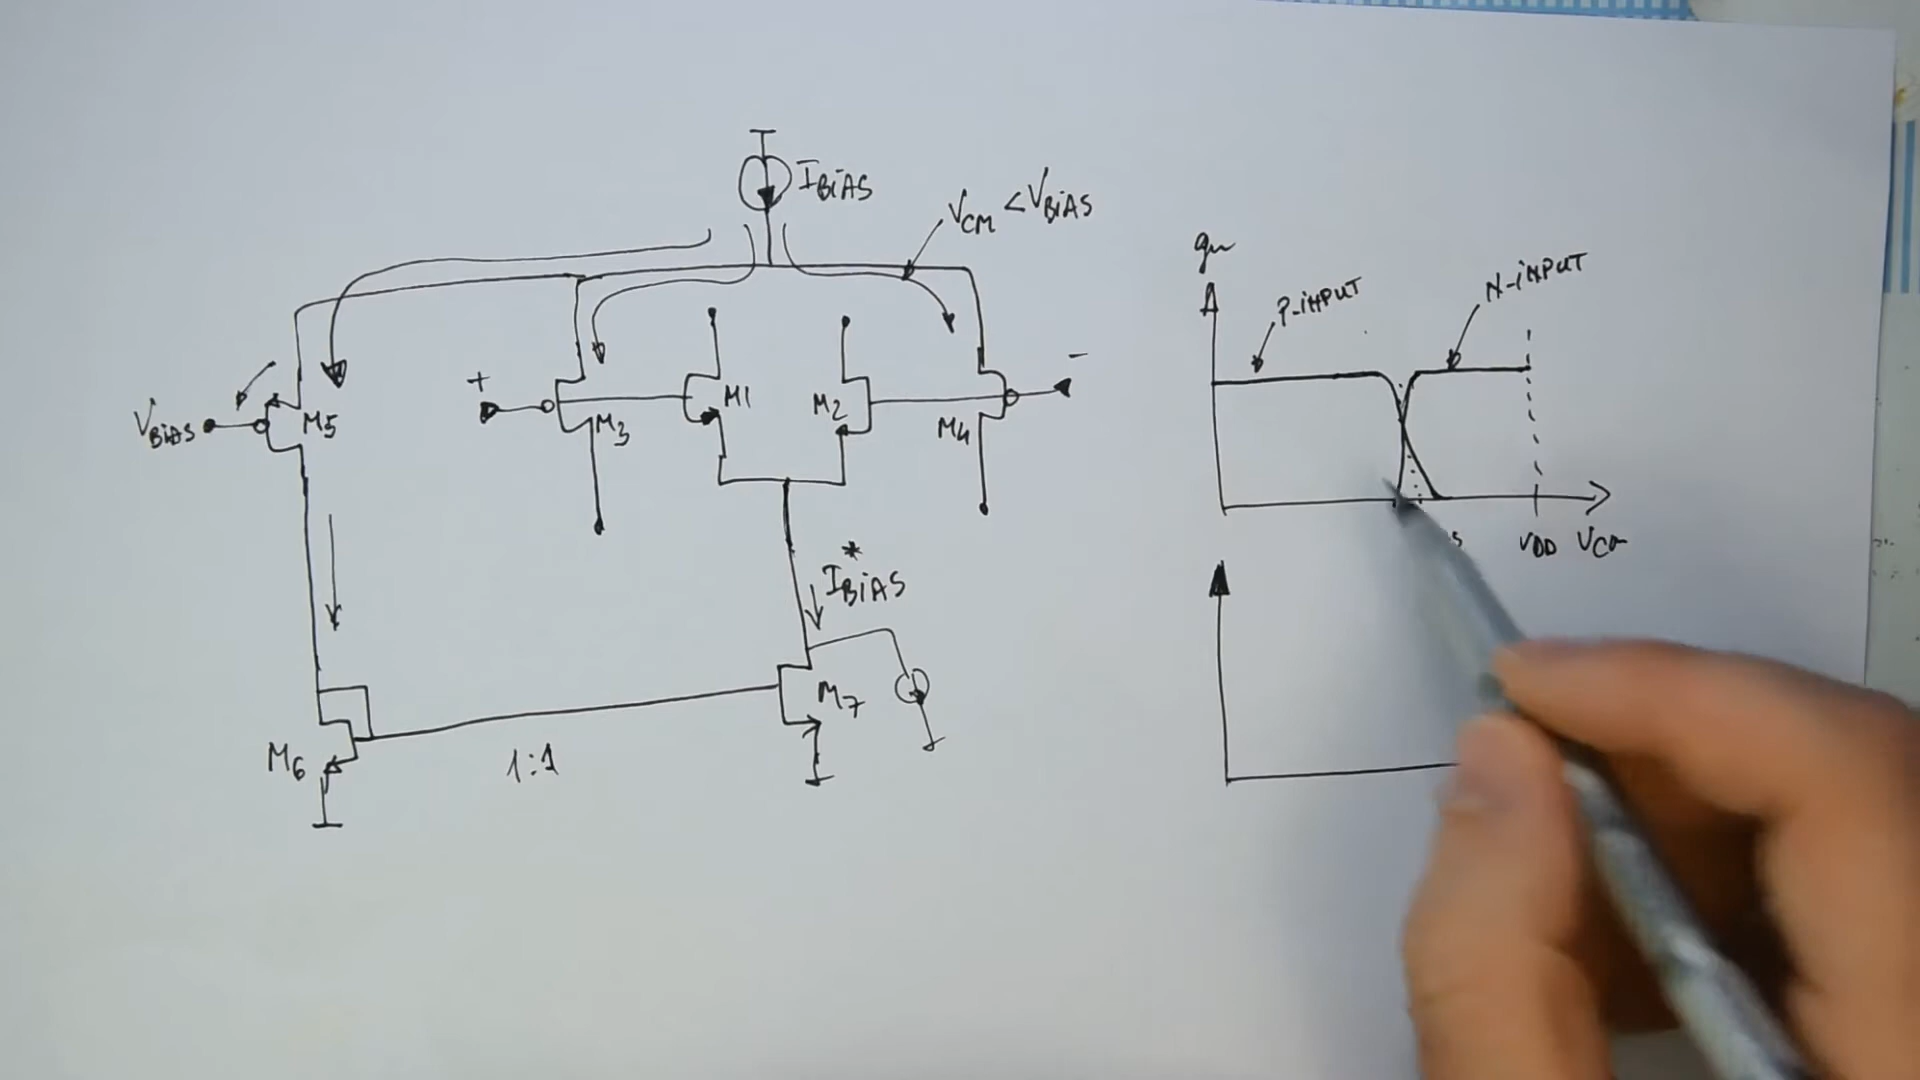 IBIAS
VCM < VBIAS
gm
P-INPUT
N-INPUT
+
-
VBIAS
M5
M3
M1
M2
M4
VDD
VCM
*
IBIAS
M7
M6
1:1